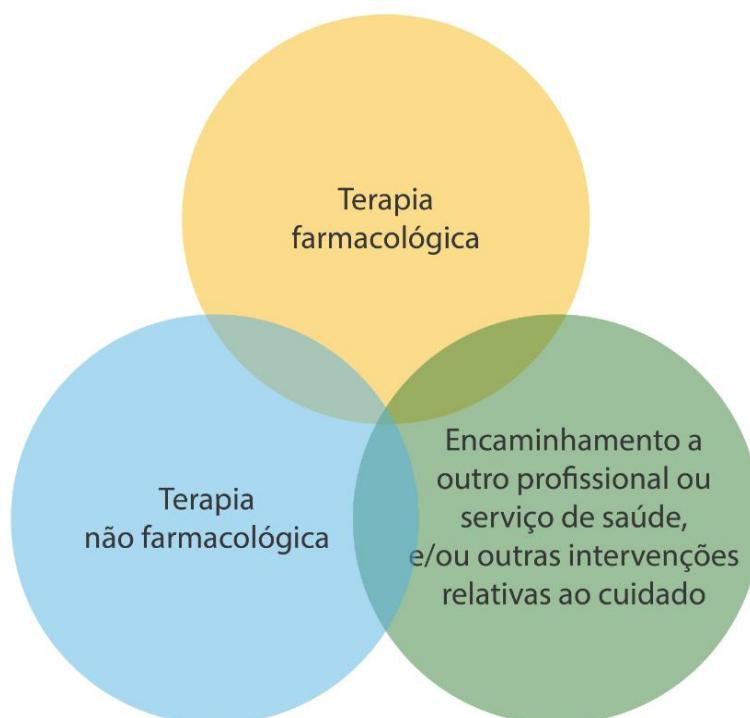 Terapia
farmacológica
Terapia
não farmacológica
Encaminhamento a
outro profissional ou
serviço de saúde,
e/ou outras intervenções
relativas ao cuidado